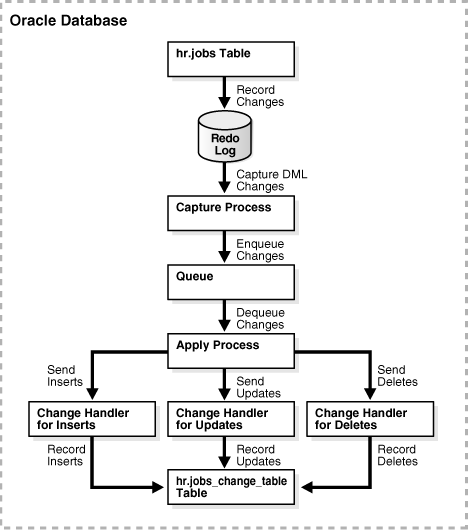 Oracle Database
hr.jobs Table
Record
Changes
Redo
Log
Capture DML
Changes
Capture Process
Enqueue
Changes
Queue
Dequeue
Changes
Apply Process
Send
Inserts
Send
Updates
Send
Deletes
Change Handler
for Inserts
Change Handler
for Updates
Change Handler
for Deletes
Record
Inserts
Record
Updates
Record
Deletes
hr.jobs_change_table
Table